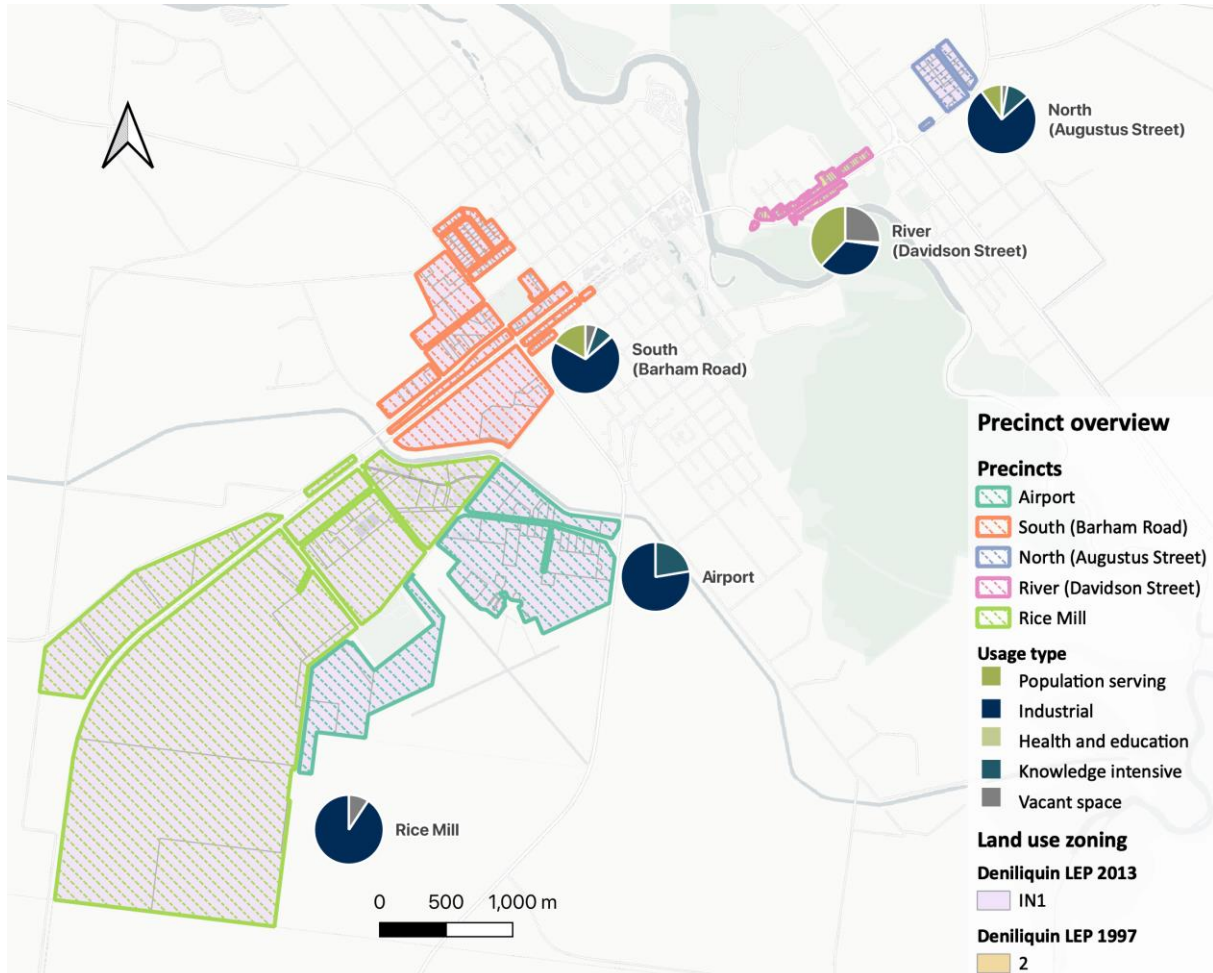 North
(Augustus Street)
River
(Davidson Street)
South
(Barham Road)
Airport
Rice Mill
0 500 1,000 m
Precinct overview
Precincts
Airport
South (Barham Road)
North (Augustus Street)
River (Davidson Street)
Rice Mill
Usage type
Population serving
Industrial
Health and education
Knowledge intensive
Vacant space
Land use zoning
Deniliquin LEP 2013
IN1
Deniliquin LEP 1997
2